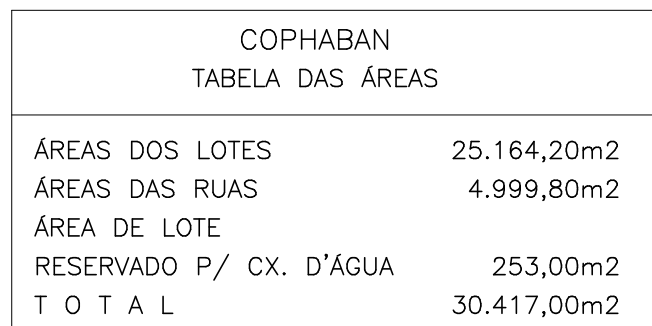 COPHABAN
TABELA DAS ÁREAS
ÁREAS DOS LOTES 25.164,20m2
ÁREAS DAS RUAS 4.999,80m2
ÁREA DE LOTE
RESERVADO P/ CX. D'ÁGUA 253,00m2
T O T A L 30.417,00m2